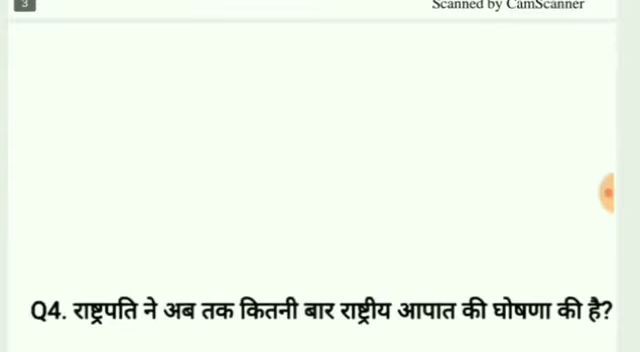 3
Scanned by CamScanner
Q4. राष्ट्रपति ने अब तक कितनी बार राष्ट्रीय आपात की घोषणा की है?